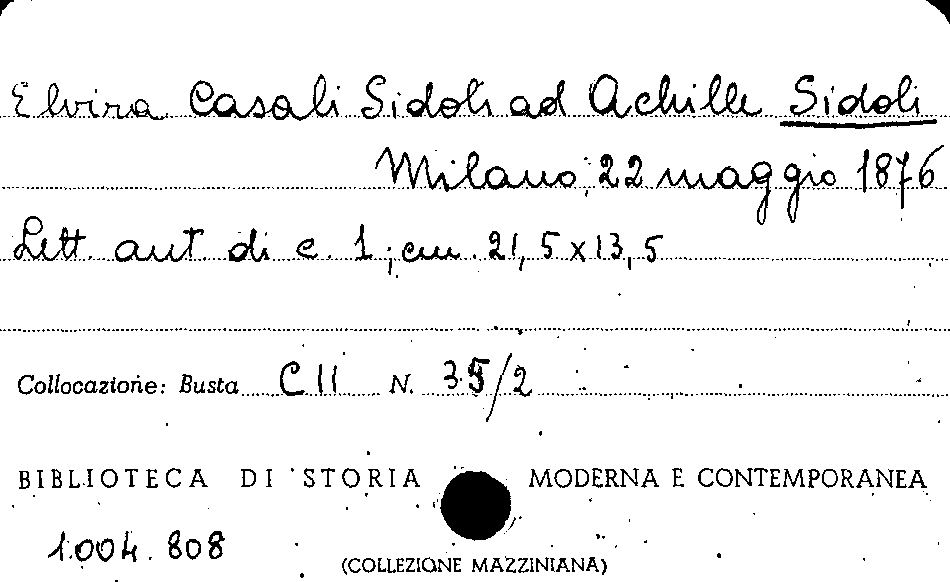 Elvira Casali Sidoli ad Achille Sidoli
Milano, 22 maggio 1876
Lett. aut. di c. 1; cm. 21,5 x 13,5
Collocazione: Busta C II N. 35/2
BIBLIOTECA DI STORIA MODERNA E CONTEMPORANEA
1.004.808
(COLLEZIONE MAZZINIANA)